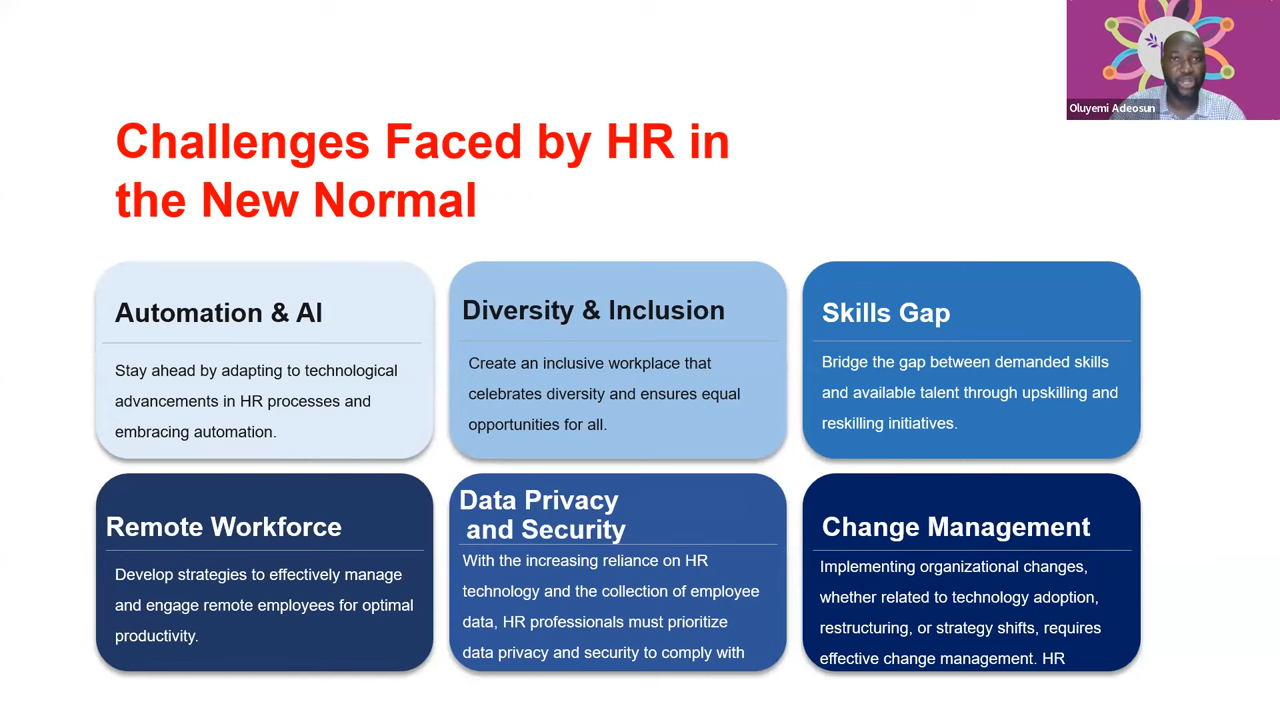 Oluyemi Adeosun
Challenges Faced by HR in
the New Normal
Automation & AI
Stay ahead by adapting to technological
advancements in HR processes and
embracing automation.
Diversity & Inclusion
Create an inclusive workplace that
celebrates diversity and ensures equal
opportunities for all.
Skills Gap
Bridge the gap between demanded skills
and available talent through upskilling and
reskilling initiatives.
Remote Workforce
Develop strategies to effectively manage
and engage remote employees for optimal
productivity.
Data Privacy
and Security
With the increasing reliance on HR
technology and the collection of employee
data, HR professionals must prioritize
data privacy and security to comply with
Change Management
Implementing organizational changes,
whether related to technology adoption,
restructuring, or strategy shifts, requires
effective change management. HR